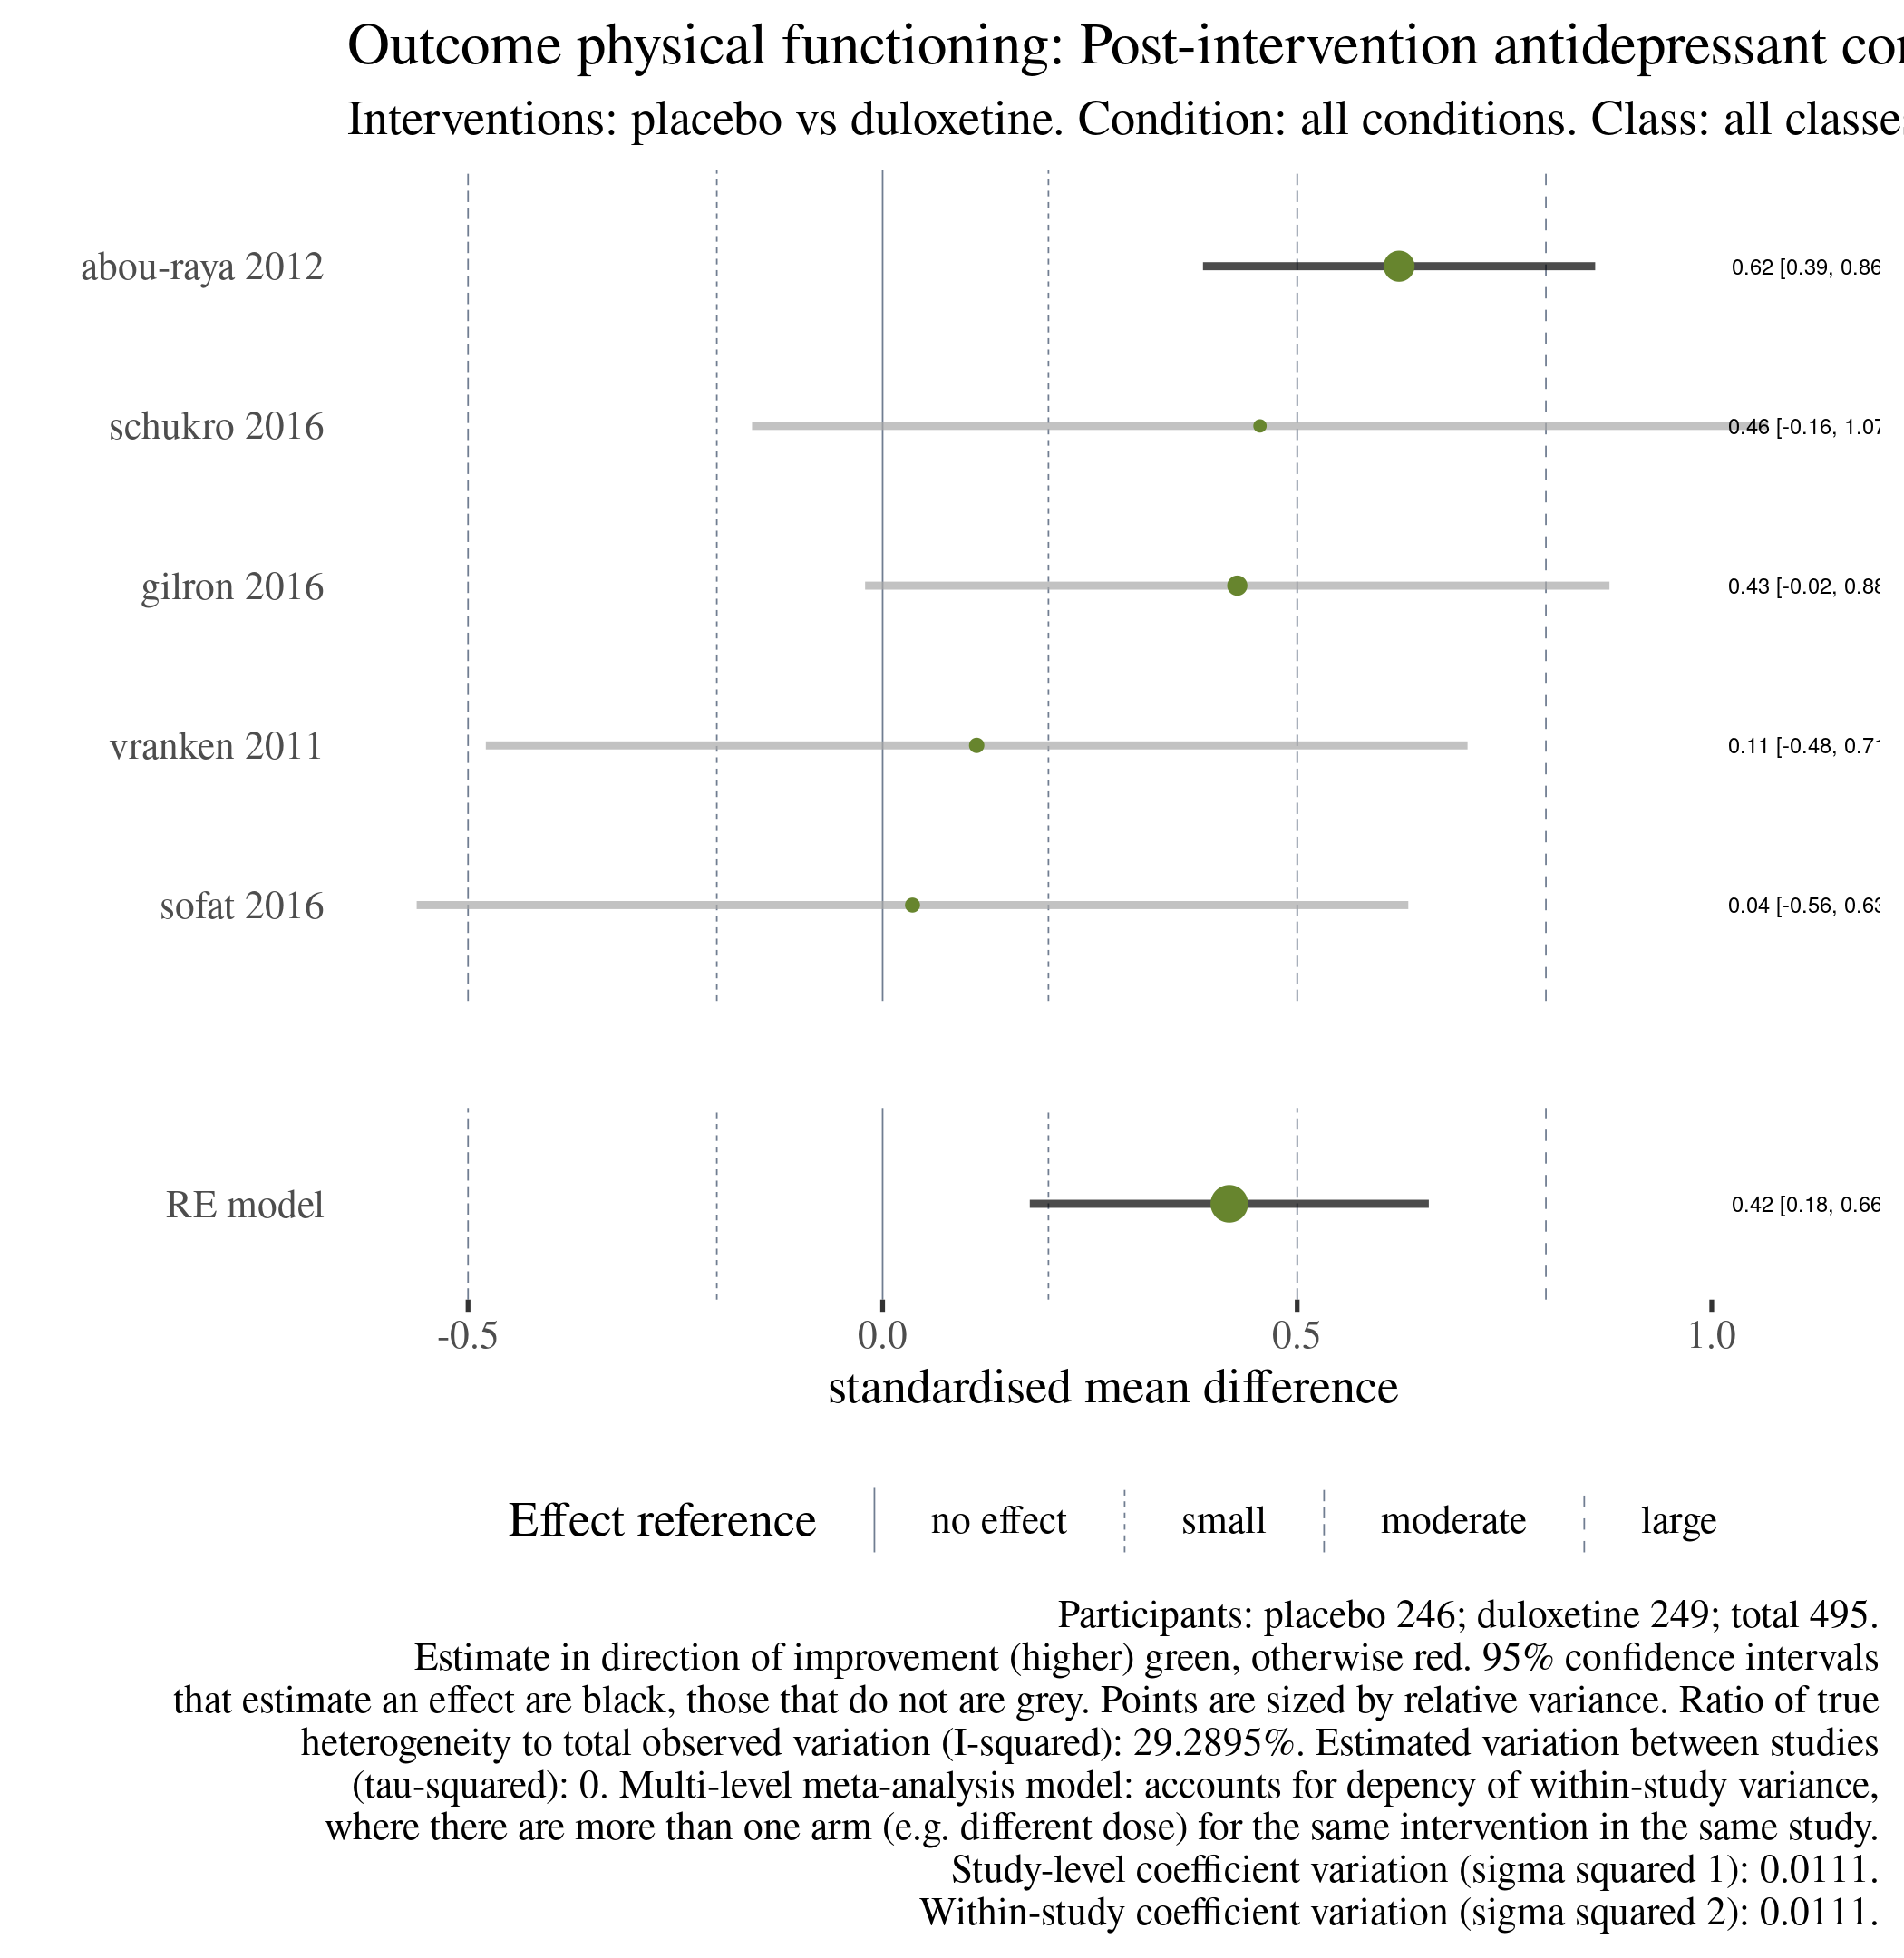 Outcome physical functioning: Post-intervention antidepressant
Interventions: placebo vs duloxetine. Condition: all conditions. Class: all
abou-raya 2012 0.62 [0.39, 0.86
schukro 2016 0.46 [-0.16, 1.07
gilron 2016 0.43 [-0.02, 0.88
vranken 2011 0.11 [-0.48, 0.71
sofat 2016 0.04 [-0.56, 0.63
RE model 0.42 [0.18, 0.66
-0.5 0.0 0.5 1.0
standardised mean difference
Effect reference no effect small moderate large
Participants: placebo 246; duloxetine 249; total 495.
Estimate in direction of improvement (higher) green, otherwise red. 95% confidence intervals
that estimate an effect are black, those that do not are grey. Points are sized by relative variance. Ratio of true
heterogeneity to total observed variation (I-squared): 29.2895%. Estimated variation between studies
(tau-squared): 0. Multi-level meta-analysis model: accounts for depency of within-study variance,
where there are more than one arm (e.g. different dose) for the same intervention in the same study.
Study-level coefficient variation (sigma squared 1): 0.0111.
Within-study coefficient variation (sigma squared 2): 0.0111.